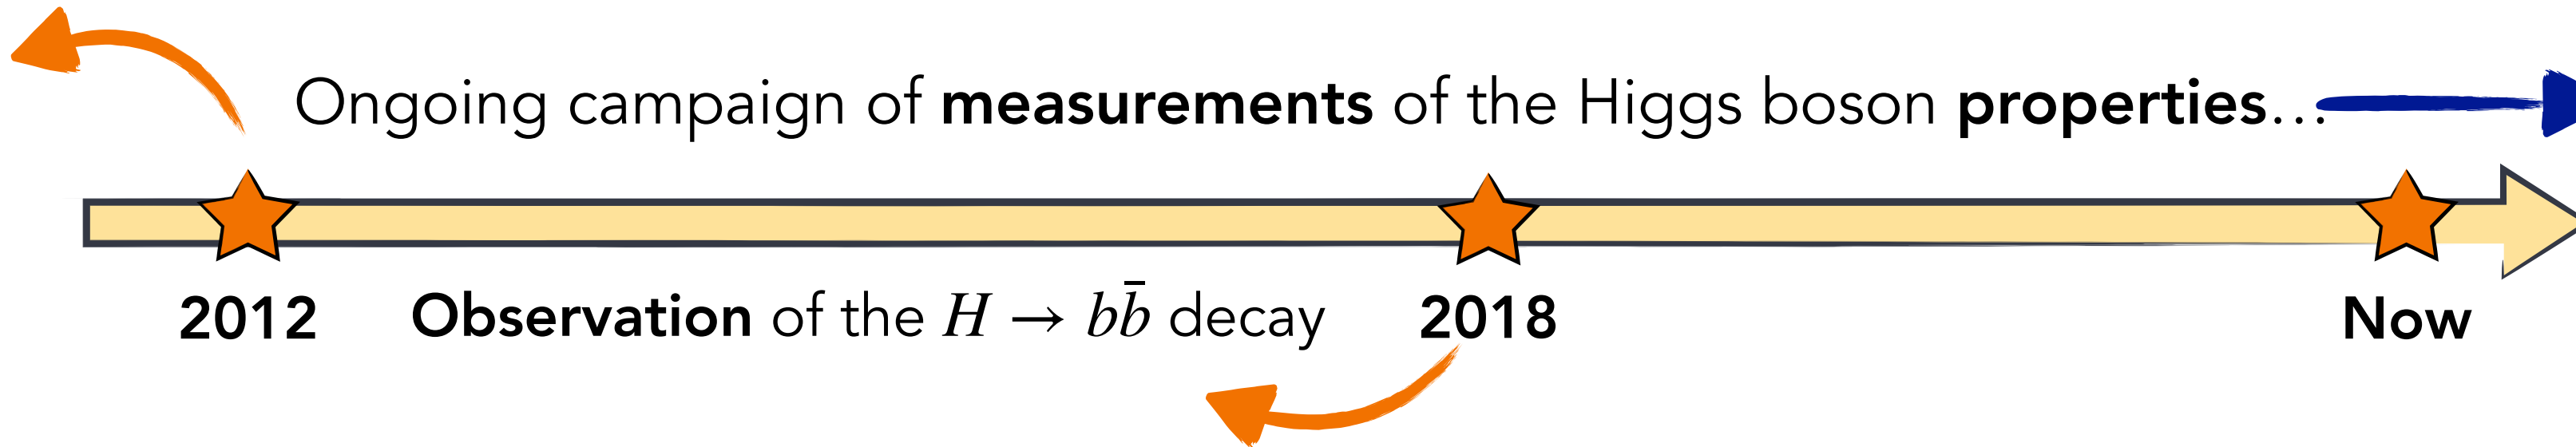 Ongoing campaign of measurements of the Higgs boson properties…
2012 Observation of the H → bb̄ decay 2018 Now